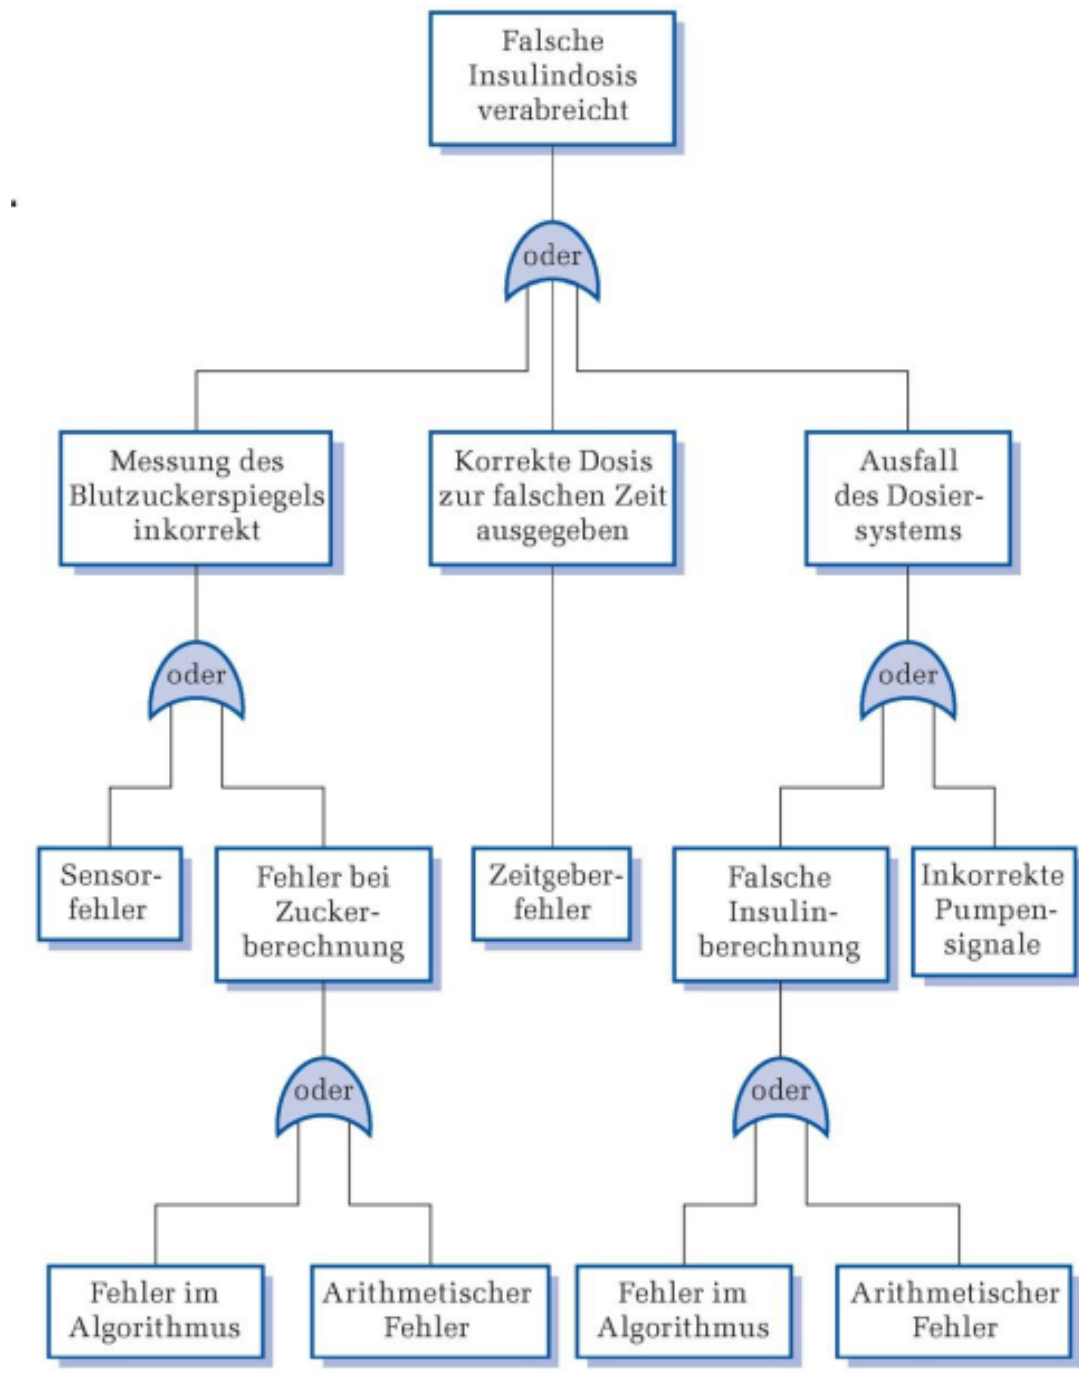 Falsche
Insulindosis
verabreicht
oder
Messung des
Blutzuckerspiegels
inkorrekt
Korrekte Dosis
zur falschen Zeit
ausgegeben
Ausfall
des Dosier-
systems
oder
oder
Sensor-
fehler
Fehler bei
Zucker-
berechnung
Zeitgeber-
fehler
Falsche
Insulin-
berechnung
Inkorrekte
Pumpen-
signale
oder
oder
Fehler im
Algorithmus
Arithmetischer
Fehler
Fehler im
Algorithmus
Arithmetischer
Fehler